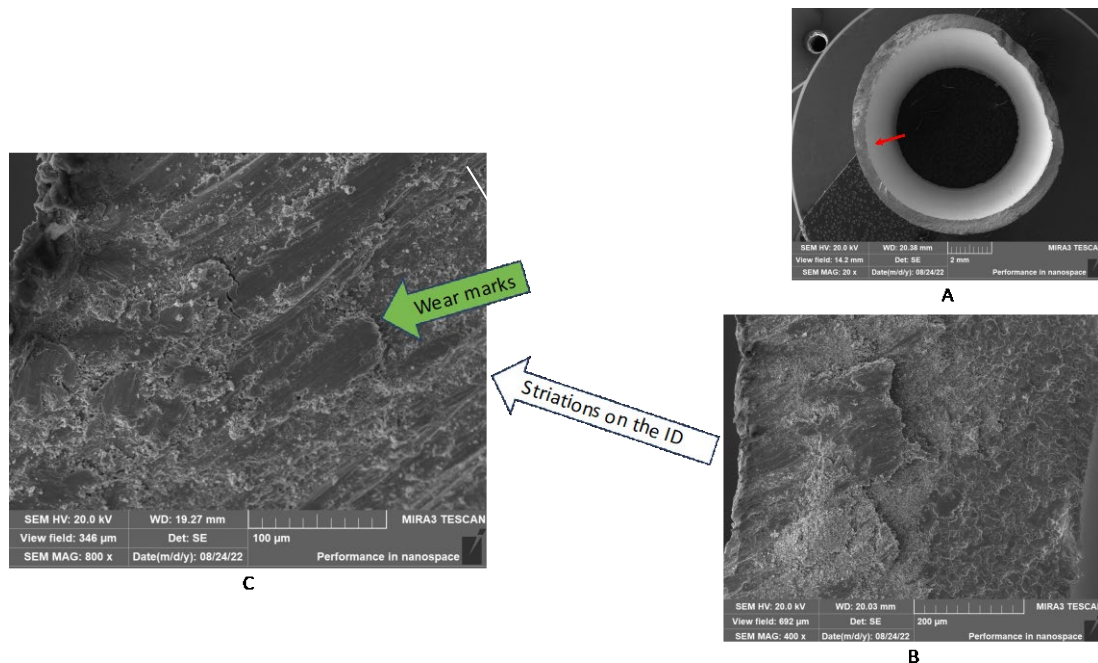 SEM HV: 20.0 kV WD: 20.38 mm MIRA3 TESCAN
View field: 14.2 mm Det: SE 2 mm
SEM MAG: 20 x Date(m/d/y): 08/24/22 Performance in nanospace
A
Wear marks
Striations on the ID
SEM HV: 20.0 kV WD: 19.27 mm MIRA3 TESCAN
View field: 346 µm Det: SE 100 µm
SEM MAG: 800 x Date(m/d/y): 08/24/22 Performance in nanospace
C
SEM HV: 20.0 kV WD: 20.03 mm MIRA3 TESCAN
View field: 692 µm Det: SE 200 µm
SEM MAG: 400 x Date(m/d/y): 08/24/22 Performance in nanospace
B